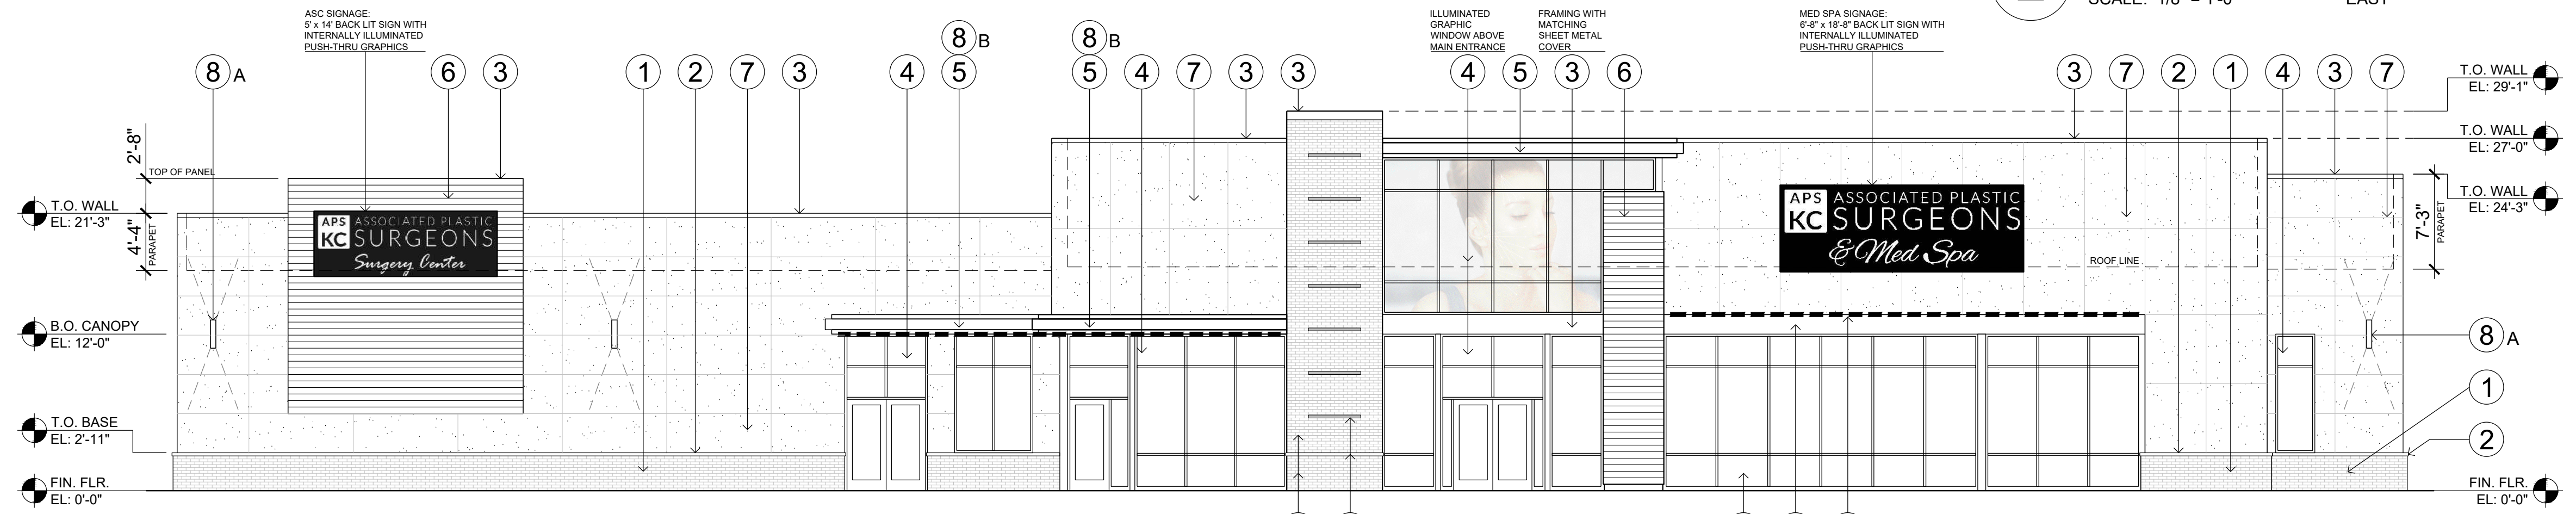 SCALE: 1/8" = 1'-0"
EAST
ASC SIGNAGE:
5' x 14' BACK LIT SIGN WITH
INTERNALLY ILLUMINATED
PUSH-THRU GRAPHICS
ILLUMINATED
GRAPHIC
WINDOW ABOVE
MAIN ENTRANCE
FRAMING WITH
MATCHING
SHEET METAL
COVER
MED SPA SIGNAGE:
6'-8" x 18'-8" BACK LIT SIGN WITH
INTERNALLY ILLUMINATED
PUSH-THRU GRAPHICS
8 B
8 B
8 A
6
3
1
2
7
3
4
5
5
4
7
3
3
4
5
3
6
3
7
2
1
4
3
7
T.O. WALL
EL: 29'-1"
T.O. WALL
EL: 27'-0"
T.O. WALL
EL: 24'-3"
2'-8"
TOP OF PANEL
T.O. WALL
EL: 21'-3"
4'-4"
PARAPET
7'-3"
PARAPET
APS KC
ASSOCIATED PLASTIC
SURGEONS
Surgery Center
APS KC
ASSOCIATED PLASTIC
SURGEONS
& Med Spa
ROOF LINE
B.O. CANOPY
EL: 12'-0"
8 A
1
2
T.O. BASE
EL: 2'-11"
FIN. FLR.
EL: 0'-0"
FIN. FLR.
EL: 0'-0"